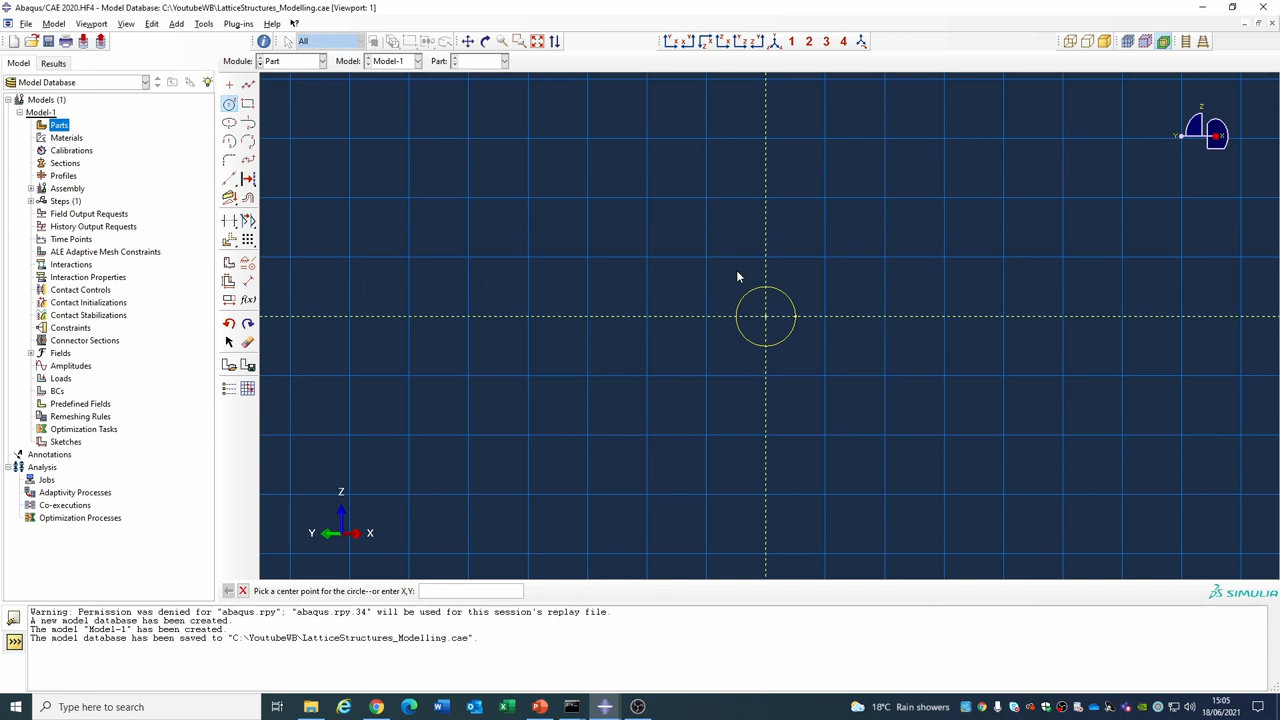 Abaqus/CAE 2020.HF4 - Model Database: C:\YoutubeWB\LatticeStructures_Modelling.cae [Viewport: 1]
File Model Viewport View Edit Add Tools Plug-ins Help
All
1 2 3 4
Model Results
Module: Part Model: Model-1 Part:
Model Database
Models (1)
Model-1
Parts
Materials
Calibrations
Sections
Profiles
Assembly
Steps (1)
Field Output Requests
History Output Requests
Time Points
ALE Adaptive Mesh Constraints
Interactions
Interaction Properties
Contact Controls
Contact Initializations
Contact Stabilizations
Constraints
Connector Sections
Fields
Amplitudes
Loads
BCs
Predefined Fields
Remeshing Rules
Optimization Tasks
Sketches
Annotations
Analysis
Jobs
Adaptivity Processes
Co-executions
Optimization Processes
f(x)
Z
Y X
Z
Y X
Pick a center point for the circle--or enter X,Y:
SIMULIA
Warning: Permission was denied for "abaqus.rpy"; "abaqus.rpy.34" will be used for this session's replay file.
A new model database has been created.
The model "Model-1" has been created.
The model database has been saved to "C:\YoutubeWB\LatticeStructures_Modelling.cae".
>>>
Type here to search
18°C Rain showers
15:05
18/06/2021